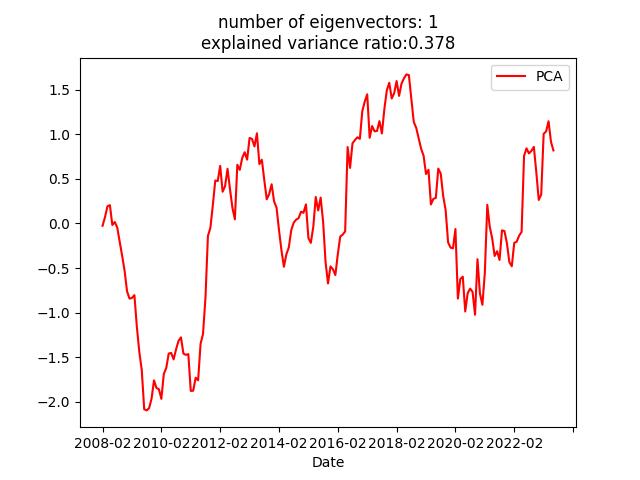 number of eigenvectors: 1
explained variance ratio:0.378
PCA
1.5
1.0
0.5
0.0
−0.5
−1.0
−1.5
−2.0
2008-02 2010-02 2012-02 2014-02 2016-02 2018-02 2020-02 2022-02
Date